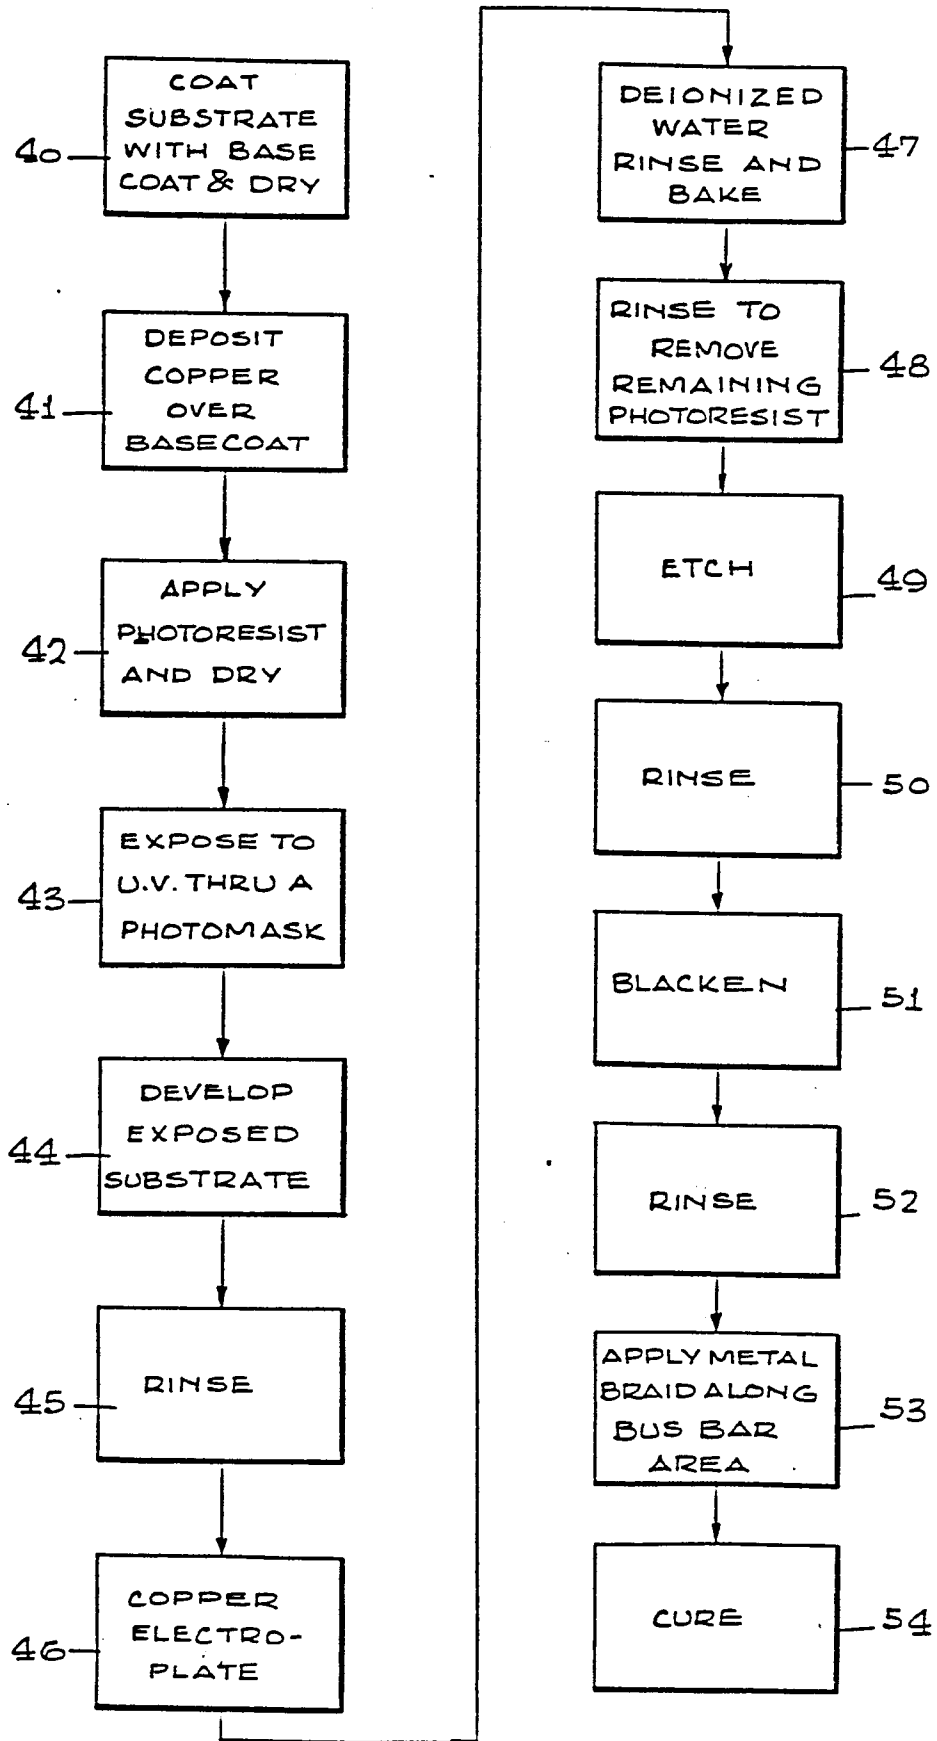 COAT
SUBSTRATE
WITH BASE
COAT & DRY
40
DEPOSIT
COPPER
OVER
BASECOAT
41
APPLY
PHOTORESIST
AND DRY
42
EXPOSE TO
U.V. THRU A
PHOTOMASK
43
DEVELOP
EXPOSED
SUBSTRATE
44
RINSE
45
COPPER
ELECTRO-
PLATE
46
DEIONIZED
WATER
RINSE AND
BAKE
47
RINSE TO
REMOVE
REMAINING
PHOTORESIST
48
ETCH
49
RINSE
50
BLACKEN
51
RINSE
52
APPLY METAL
BRAID ALONG
BUS BAR
AREA
53
CURE
54